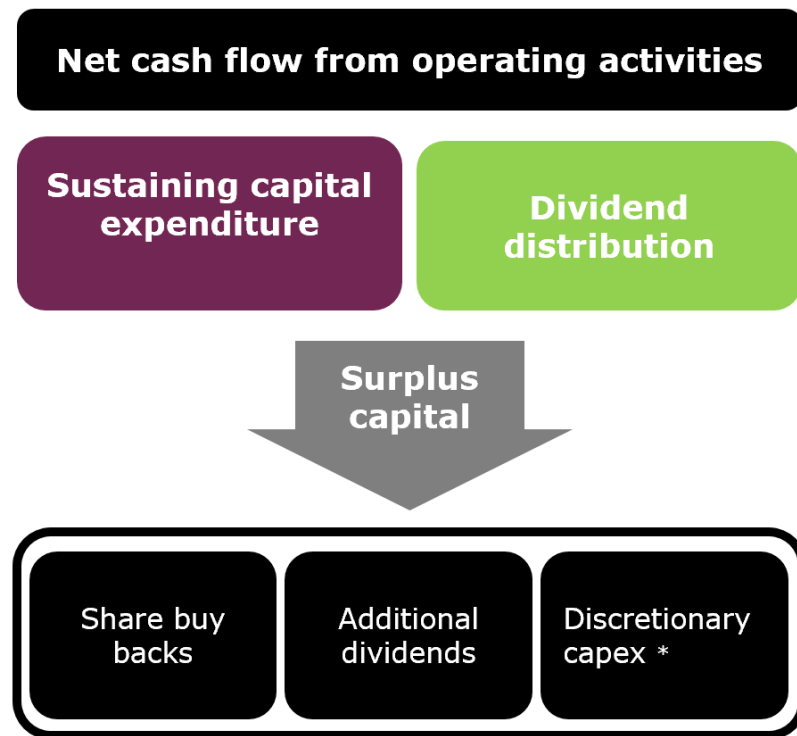 Net cash flow from operating activities
Sustaining capital
expenditure
Dividend
distribution
Surplus
capital
Share buy
backs
Additional
dividends
Discretionary
capex *